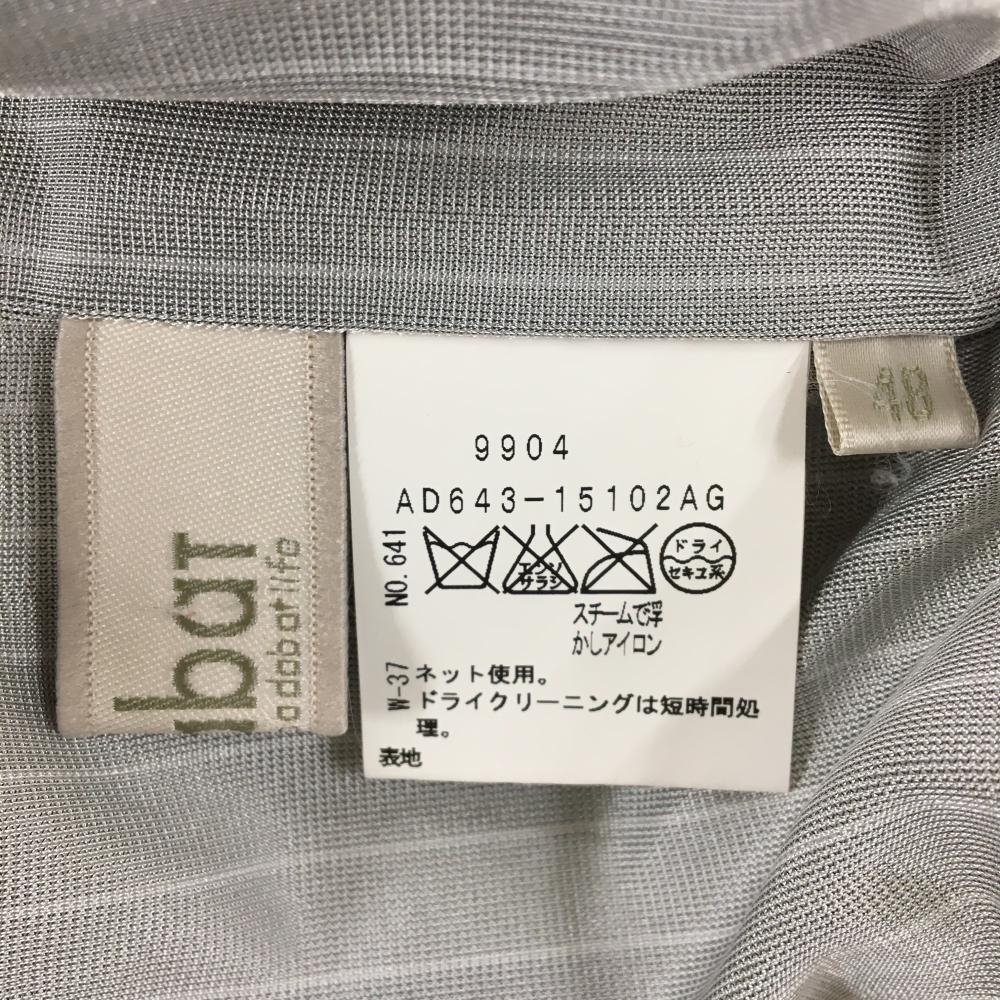 9904
AD643-15102AG
NO.641
エンソ
サラシ
ドライ
セキユ系
スチームで浮
かしアイロン
W-37
ネット使用。
ドライクリーニングは短時間処
理。
表地
adabat life
48